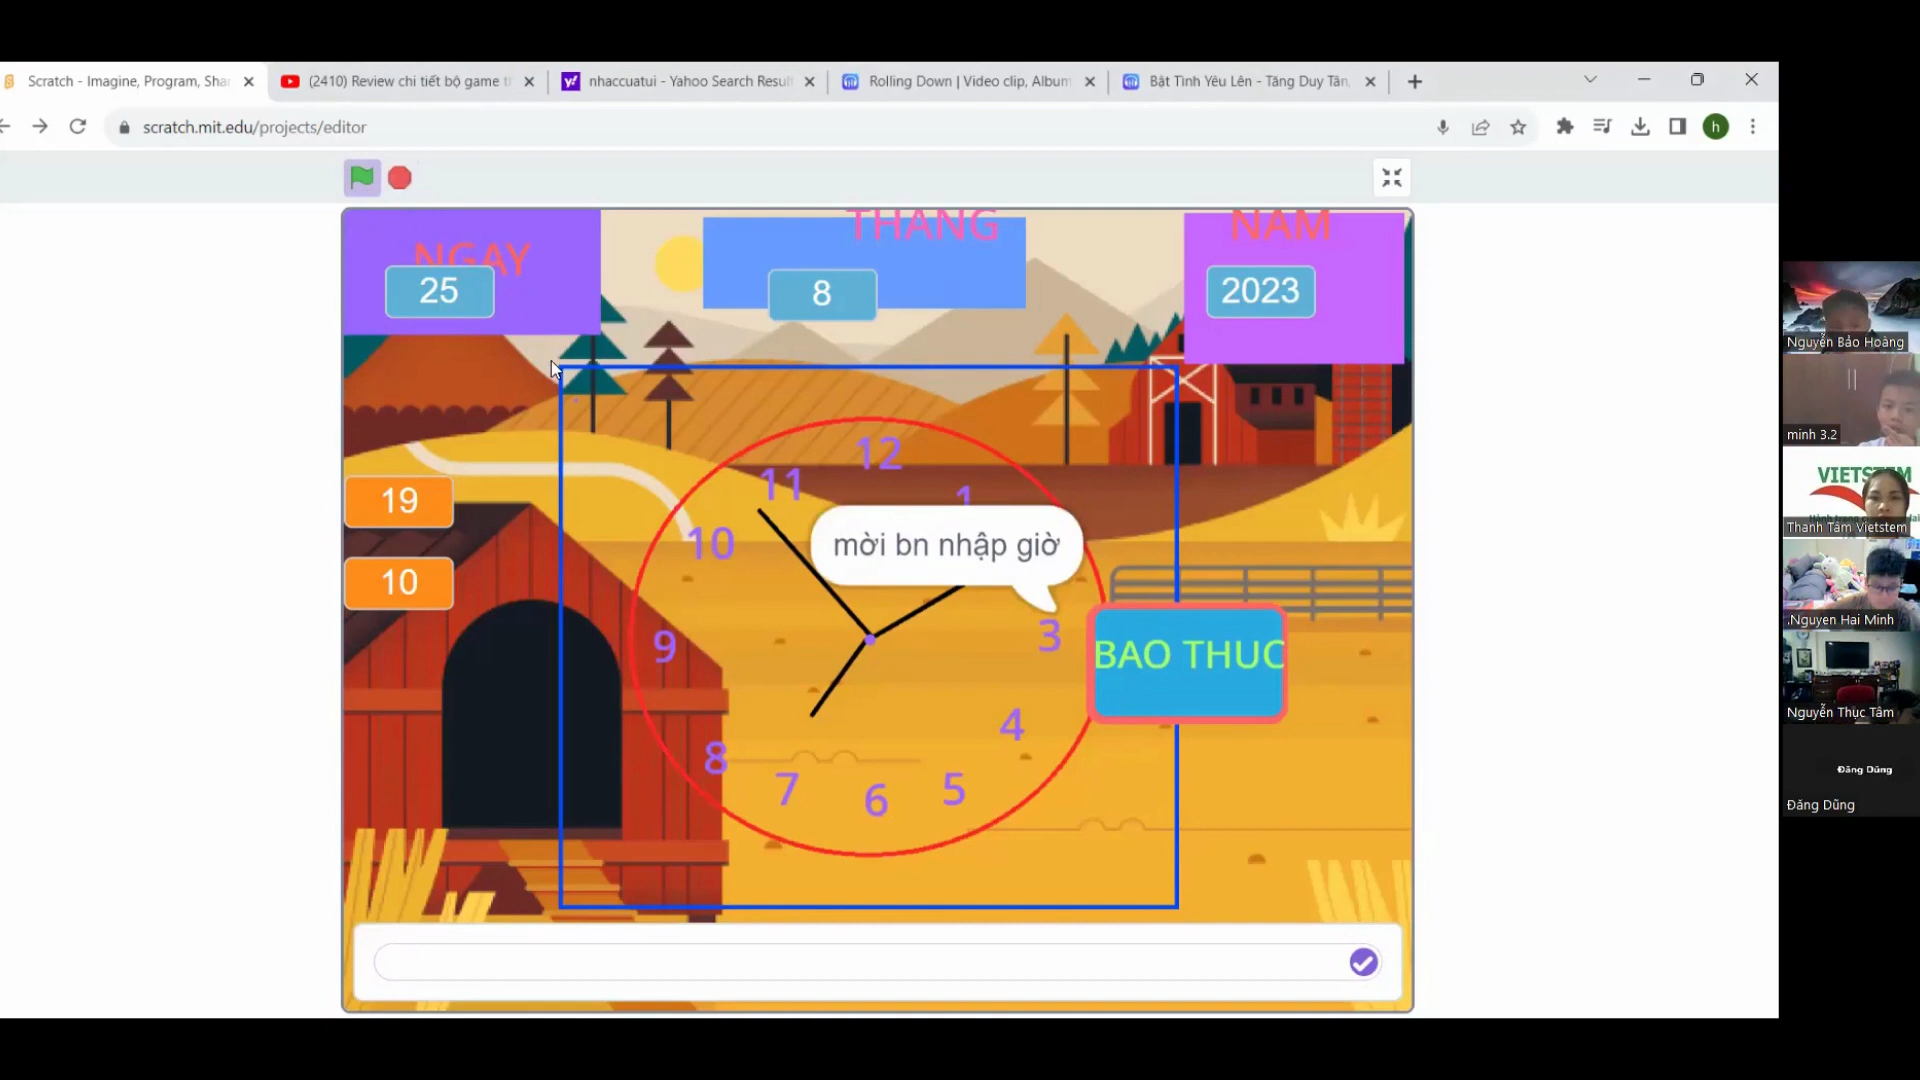 Scratch - Imagine, Program, Shar
(2410) Review chi tiết bộ game t
nhaccuatui - Yahoo Search Result
Rolling Down | Video clip, Album
Bật Tình Yêu Lên - Tăng Duy Tân,
scratch.mit.edu/projects/editor
h
NGAY
25
THANG
8
NAM
2023
19
10
12
11
1
10
mời bn nhập giờ
9
3
BAO THUC
8
4
7
6
5
Nguyễn Bảo Hoàng
minh 3.2
VIETSTEM
Thanh Tâm Vietstem
.Nguyen Hai Minh
Nguyễn Thục Tâm
Đăng Dũng
Đăng Dũng